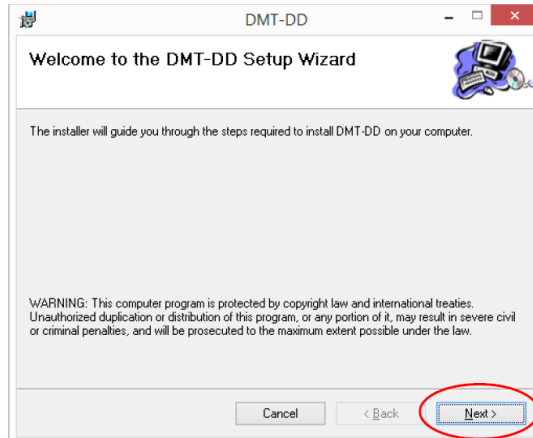 DMT-DD
Welcome to the DMT-DD Setup Wizard
The installer will guide you through the steps required to install DMT-DD on your computer.
WARNING: This computer program is protected by copyright law and international treaties.
Unauthorized duplication or distribution of this program, or any portion of it, may result in severe civil
or criminal penalties, and will be prosecuted to the maximum extent possible under the law.
Cancel
< Back
Next >